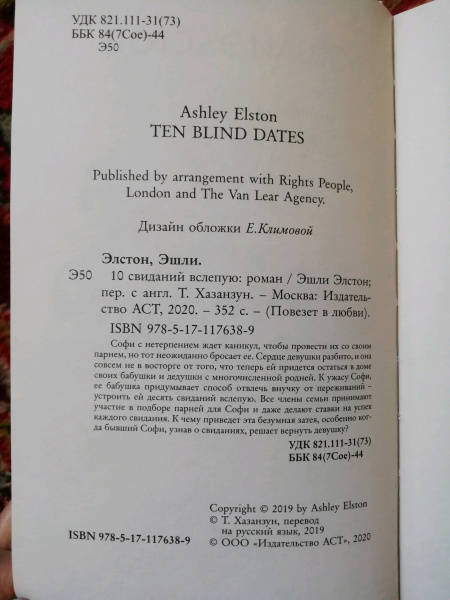 УДК 821.111-31(73)
ББК 84(7Сое)-44
Э50
Ashley Elston
TEN BLIND DATES
Published by arrangement with Rights People,
London and The Van Lear Agency.
Дизайн обложки Е.Климовой
Элстон, Эшли.
Э50 10 свиданий вслепую: роман / Эшли Элстон;
пер. с англ. Т. Хазанзун. – Москва: Издатель-
ство АСТ, 2020. – 352 с. – (Повезет в любви).
ISBN 978-5-17-117638-9
Софи с нетерпением ждет каникул, чтобы провести их со своим
парнем, но тот неожиданно бросает ее. Сердце девушки разбито, и она
совсем не в восторге от того, что теперь ей придется остаться в доме
своих бабушки и дедушки с многочисленной родней. К ужасу Софи,
ее бабушка придумывает способ отвлечь внучку от переживаний –
устроить ей десять свиданий вслепую. Все члены семьи принимают
участие в подборе парней для Софи и даже делают ставки на успех
каждого свидания. К чему приведет эта безумная затея, особенно когда
бывший Софи, узнав о свиданиях, решает вернуть девушку?
УДК 821.111-31(73)
ББК 84(7Сое)-44
Copyright © 2019 by Ashley Elston
© Т. Хазанзун, перевод
на русский язык, 2019
ISBN 978-5-17-117638-9 © ООО «Издательство АСТ», 2020